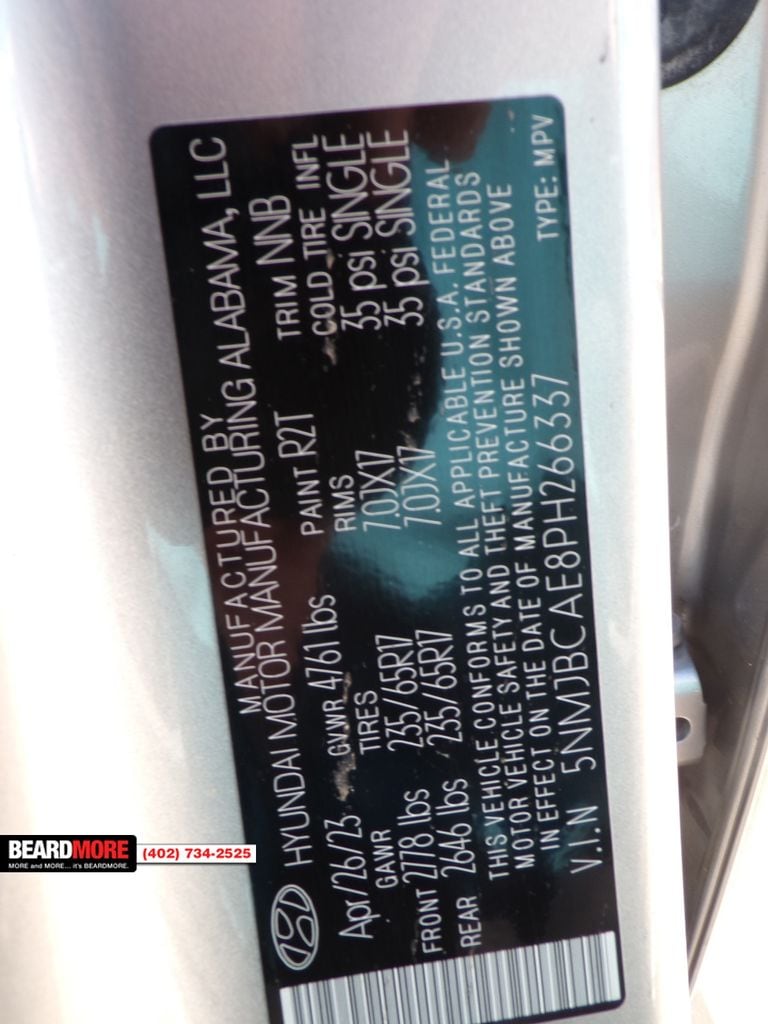 MANUFACTURED BY
HYUNDAI MOTOR MANUFACTURING ALABAMA, LLC
Apr/26/23 GVWR 4761 lbs PAINT R2T TRIM NNB
GAWR TIRES RIMS COLD TIRE INFL
FRONT 2778 lbs 235/65R17 7.0JX17 35 psi SINGLE
REAR 2646 lbs 235/65R17 7.0JX17 35 psi SINGLE
THIS VEHICLE CONFORMS TO ALL APPLICABLE U.S.A. FEDERAL
MOTOR VEHICLE SAFETY AND THEFT PREVENTION STANDARDS
IN EFFECT ON THE DATE OF MANUFACTURE SHOWN ABOVE
V.I.N 5NMJBCAE8PH266337 TYPE: MPV
BEARDMORE
MORE and MORE... it's BEARDMORE.
(402) 734-2525